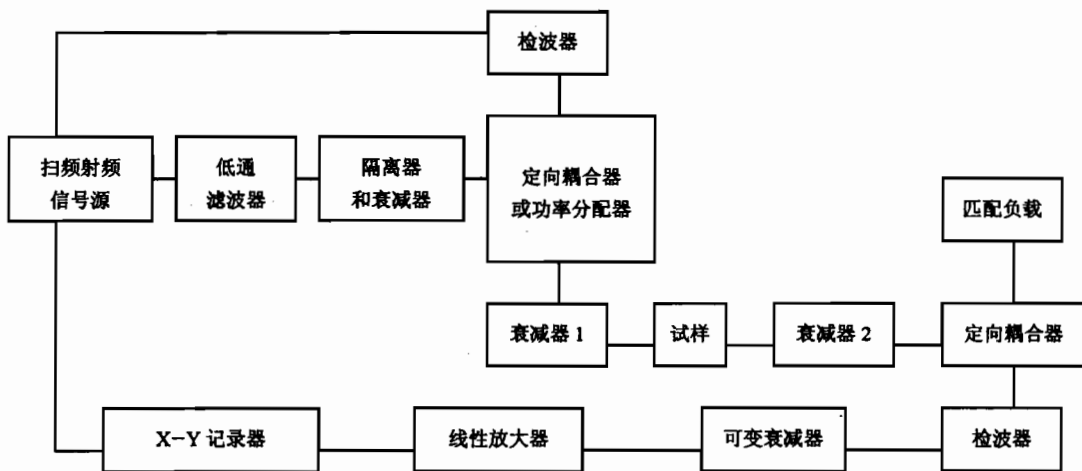 检波器
扫频射频
信号源
低通
滤波器
隔离器
和衰减器
定向耦合器
或功率分配器
匹配负载
衰减器 1
试样
衰减器 2
定向耦合器
X-Y 记录器
线性放大器
可变衰减器
检波器